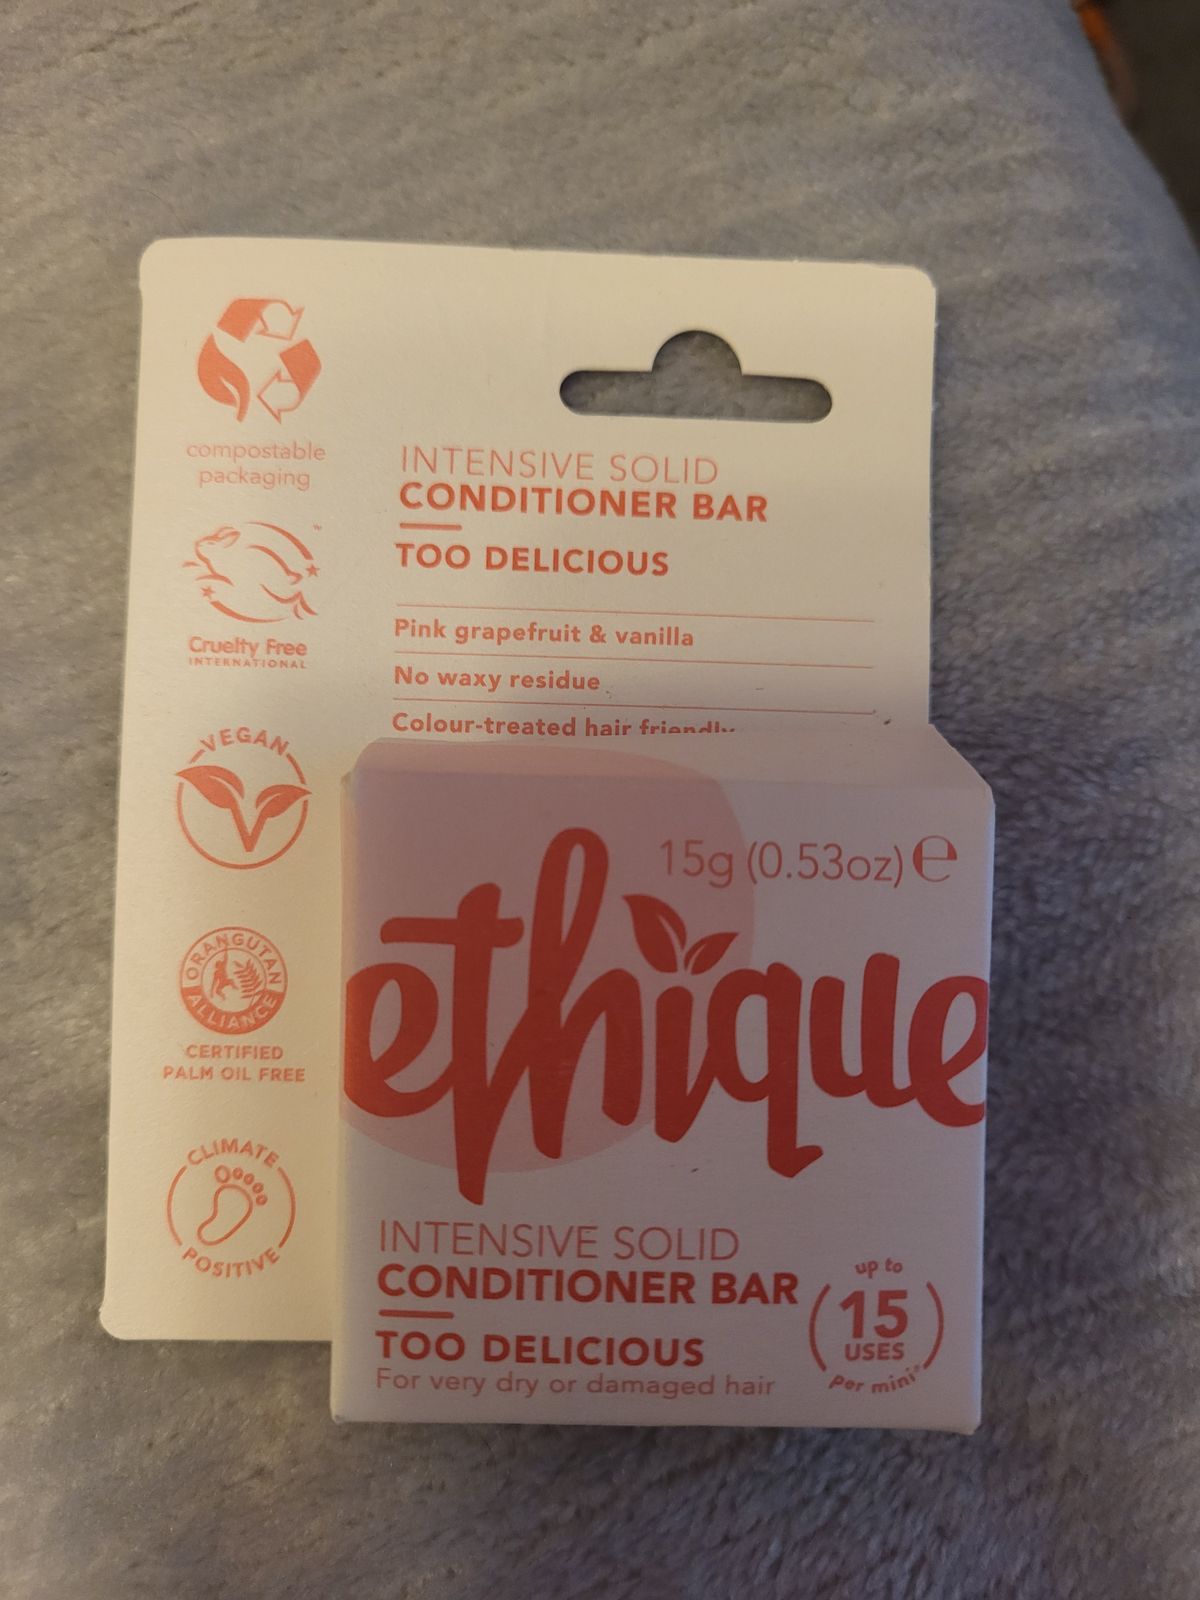 compostable
packaging
Cruelty Free
INTERNATIONAL
VEGAN
ORANGUTAN
ALLIANCE
CERTIFIED
PALM OIL FREE
CLIMATE
POSITIVE
INTENSIVE SOLID
CONDITIONER BAR
TOO DELICIOUS
Pink grapefruit & vanilla
No waxy residue
Colour-treated hair friendly
15g (0.53oz) ℮
ethique
INTENSIVE SOLID
CONDITIONER BAR
TOO DELICIOUS
For very dry or damaged hair
up to
15
USES
per mini*